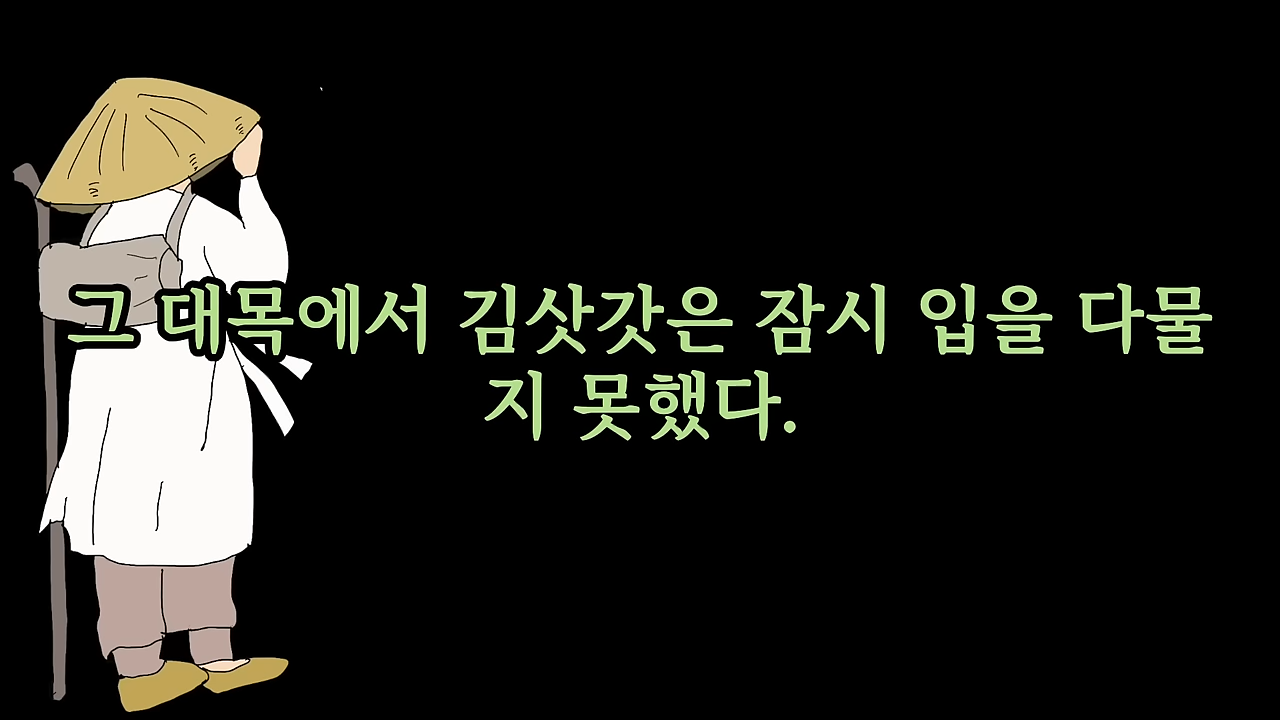 그 대목에서 김삿갓은 잠시 입을 다물
지 못했다.